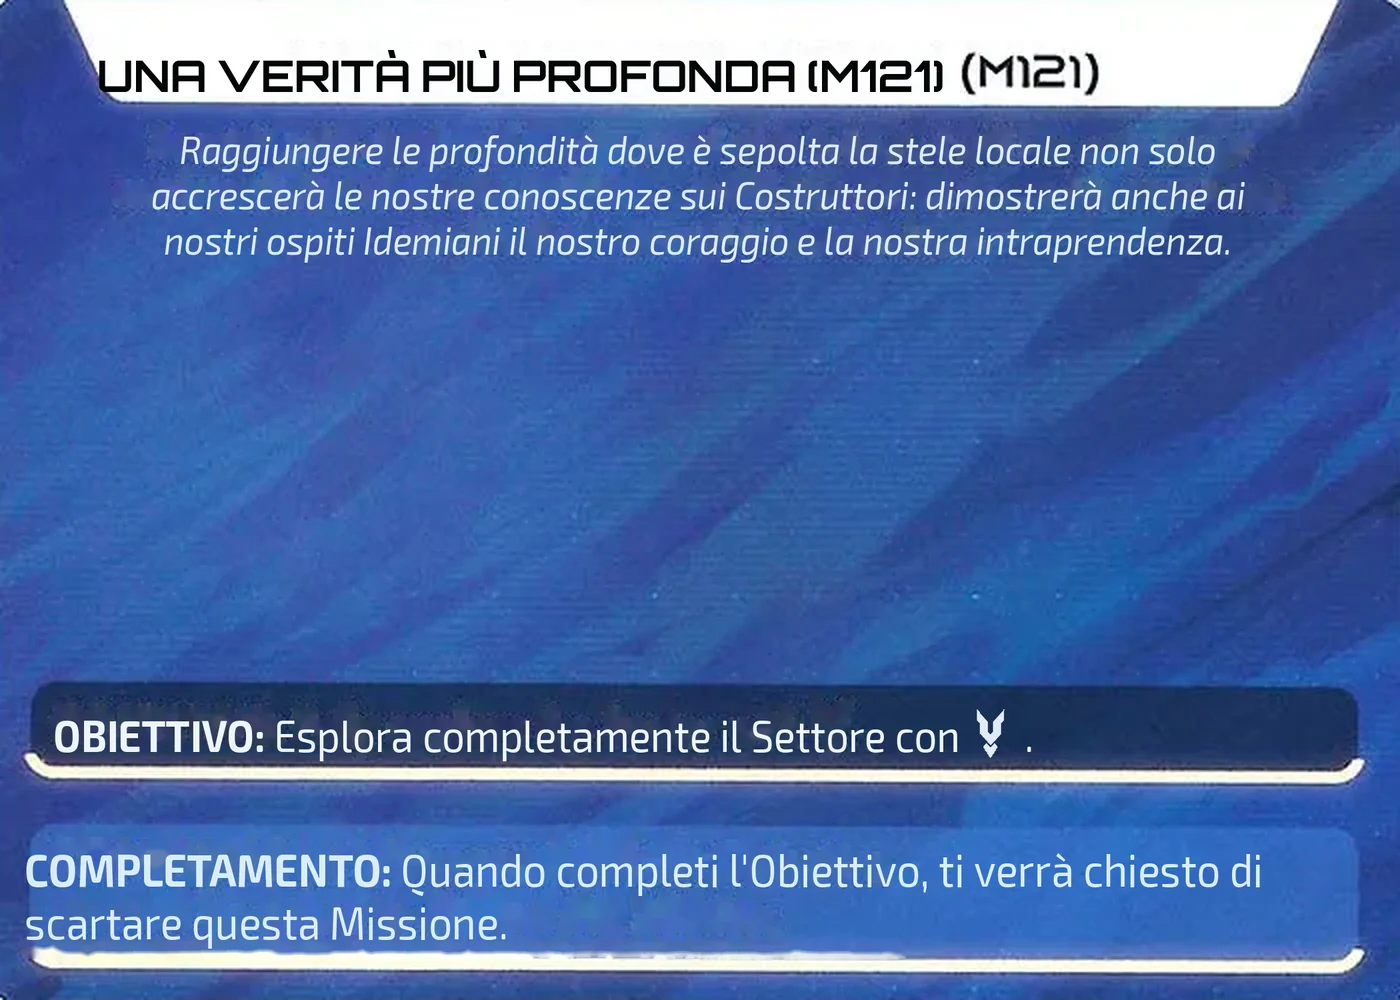 UNA VERITÀ PIÙ PROFONDA (M121) (M121)
Raggiungere le profondità dove è sepolta la stele locale non solo
accrescerà le nostre conoscenze sui Costruttori: dimostrerà anche ai
nostri ospiti Idemiani il nostro coraggio e la nostra intraprendenza.
OBIETTIVO: Esplora completamente il Settore con .
COMPLETAMENTO: Quando completi l'Obiettivo, ti verrà chiesto di
scartare questa Missione.